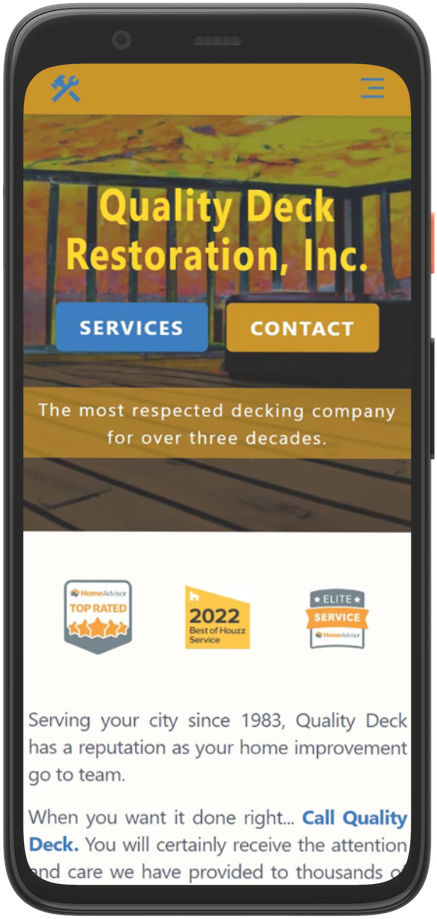 Quality Deck
Restoration, Inc.
SERVICES
CONTACT
The most respected decking company
for over three decades.
HomeAdvisor
TOP RATED
2022
Best of Houzz
Service
ELITE
SERVICE
HomeAdvisor
Serving your city since 1983, Quality Deck
has a reputation as your home improvement
go to team.
When you want it done right... Call Quality
Deck. You will certainly receive the attention
and care we have provided to thousands of